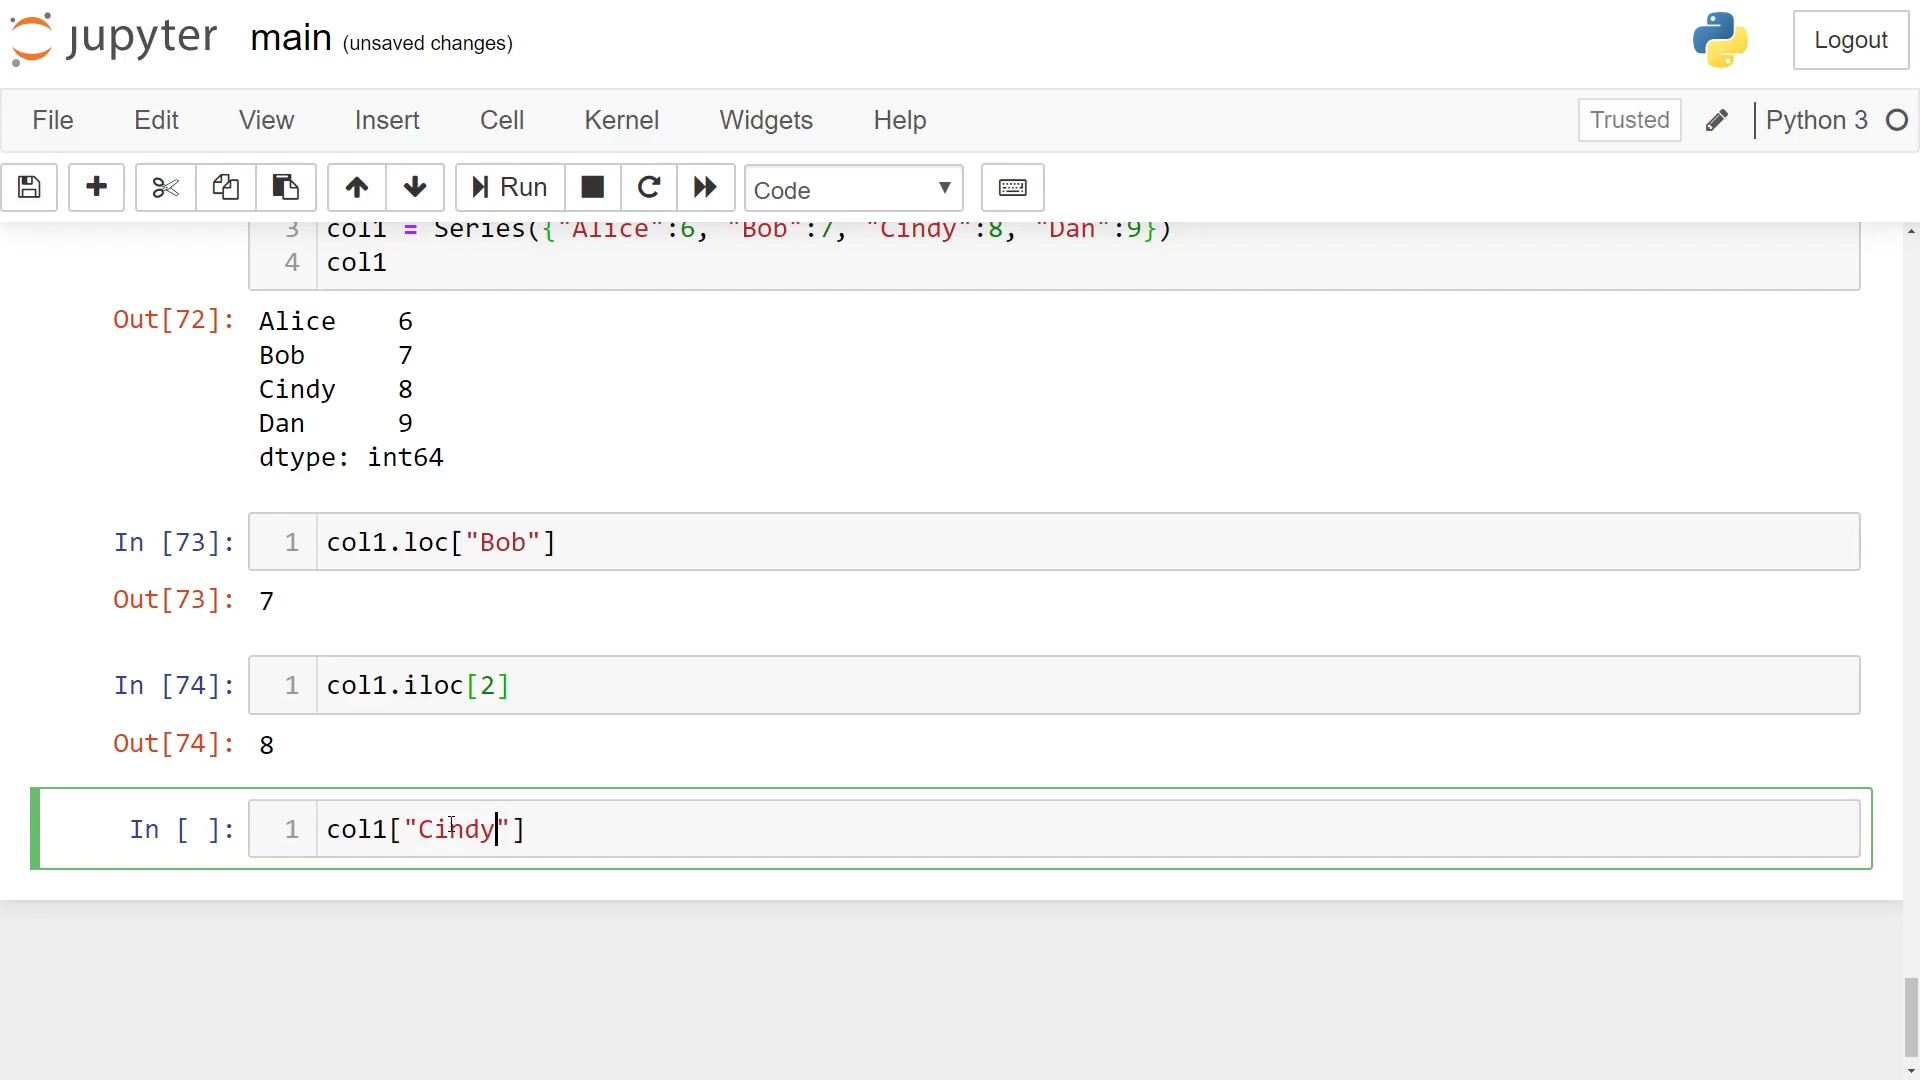 jupyter main (unsaved changes) Logout
File Edit View Insert Cell Kernel Widgets Help Trusted Python 3
Run Code
3 col1 = Series({"Alice":6, "Bob":7, "Cindy":8, "Dan":9})
4 col1
Out[72]: Alice 6
Bob 7
Cindy 8
Dan 9
dtype: int64
In [73]: 1 col1.loc["Bob"]
Out[73]: 7
In [74]: 1 col1.iloc[2]
Out[74]: 8
In [ ]: 1 col1["Cindy"]